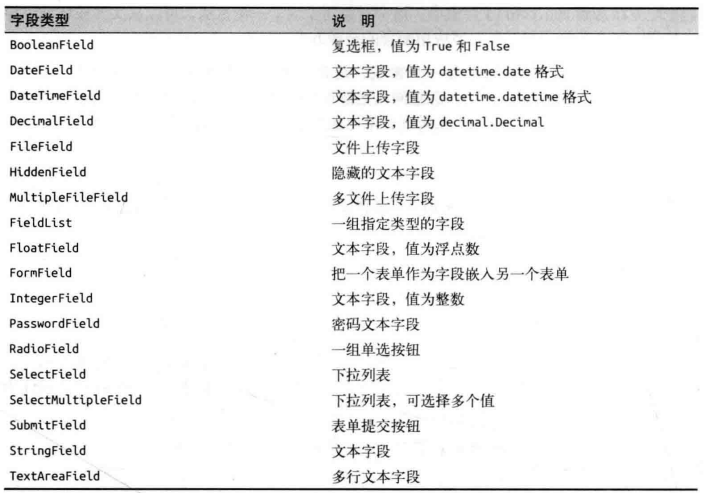 字段类型 说 明
BooleanField 复选框，值为 True 和 False
DateField 文本字段，值为 datetime.date 格式
DateTimeField 文本字段，值为 datetime.datetime 格式
DecimalField 文本字段，值为 decimal.Decimal
FileField 文件上传字段
HiddenField 隐藏的文本字段
MultipleFileField 多文件上传字段
FieldList 一组指定类型的字段
FloatField 文本字段，值为浮点数
FormField 把一个表单作为字段嵌入另一个表单
IntegerField 文本字段，值为整数
PasswordField 密码文本字段
RadioField 一组单选按钮
SelectField 下拉列表
SelectMultipleField 下拉列表，可选择多个值
SubmitField 表单提交按钮
StringField 文本字段
TextAreaField 多行文本字段